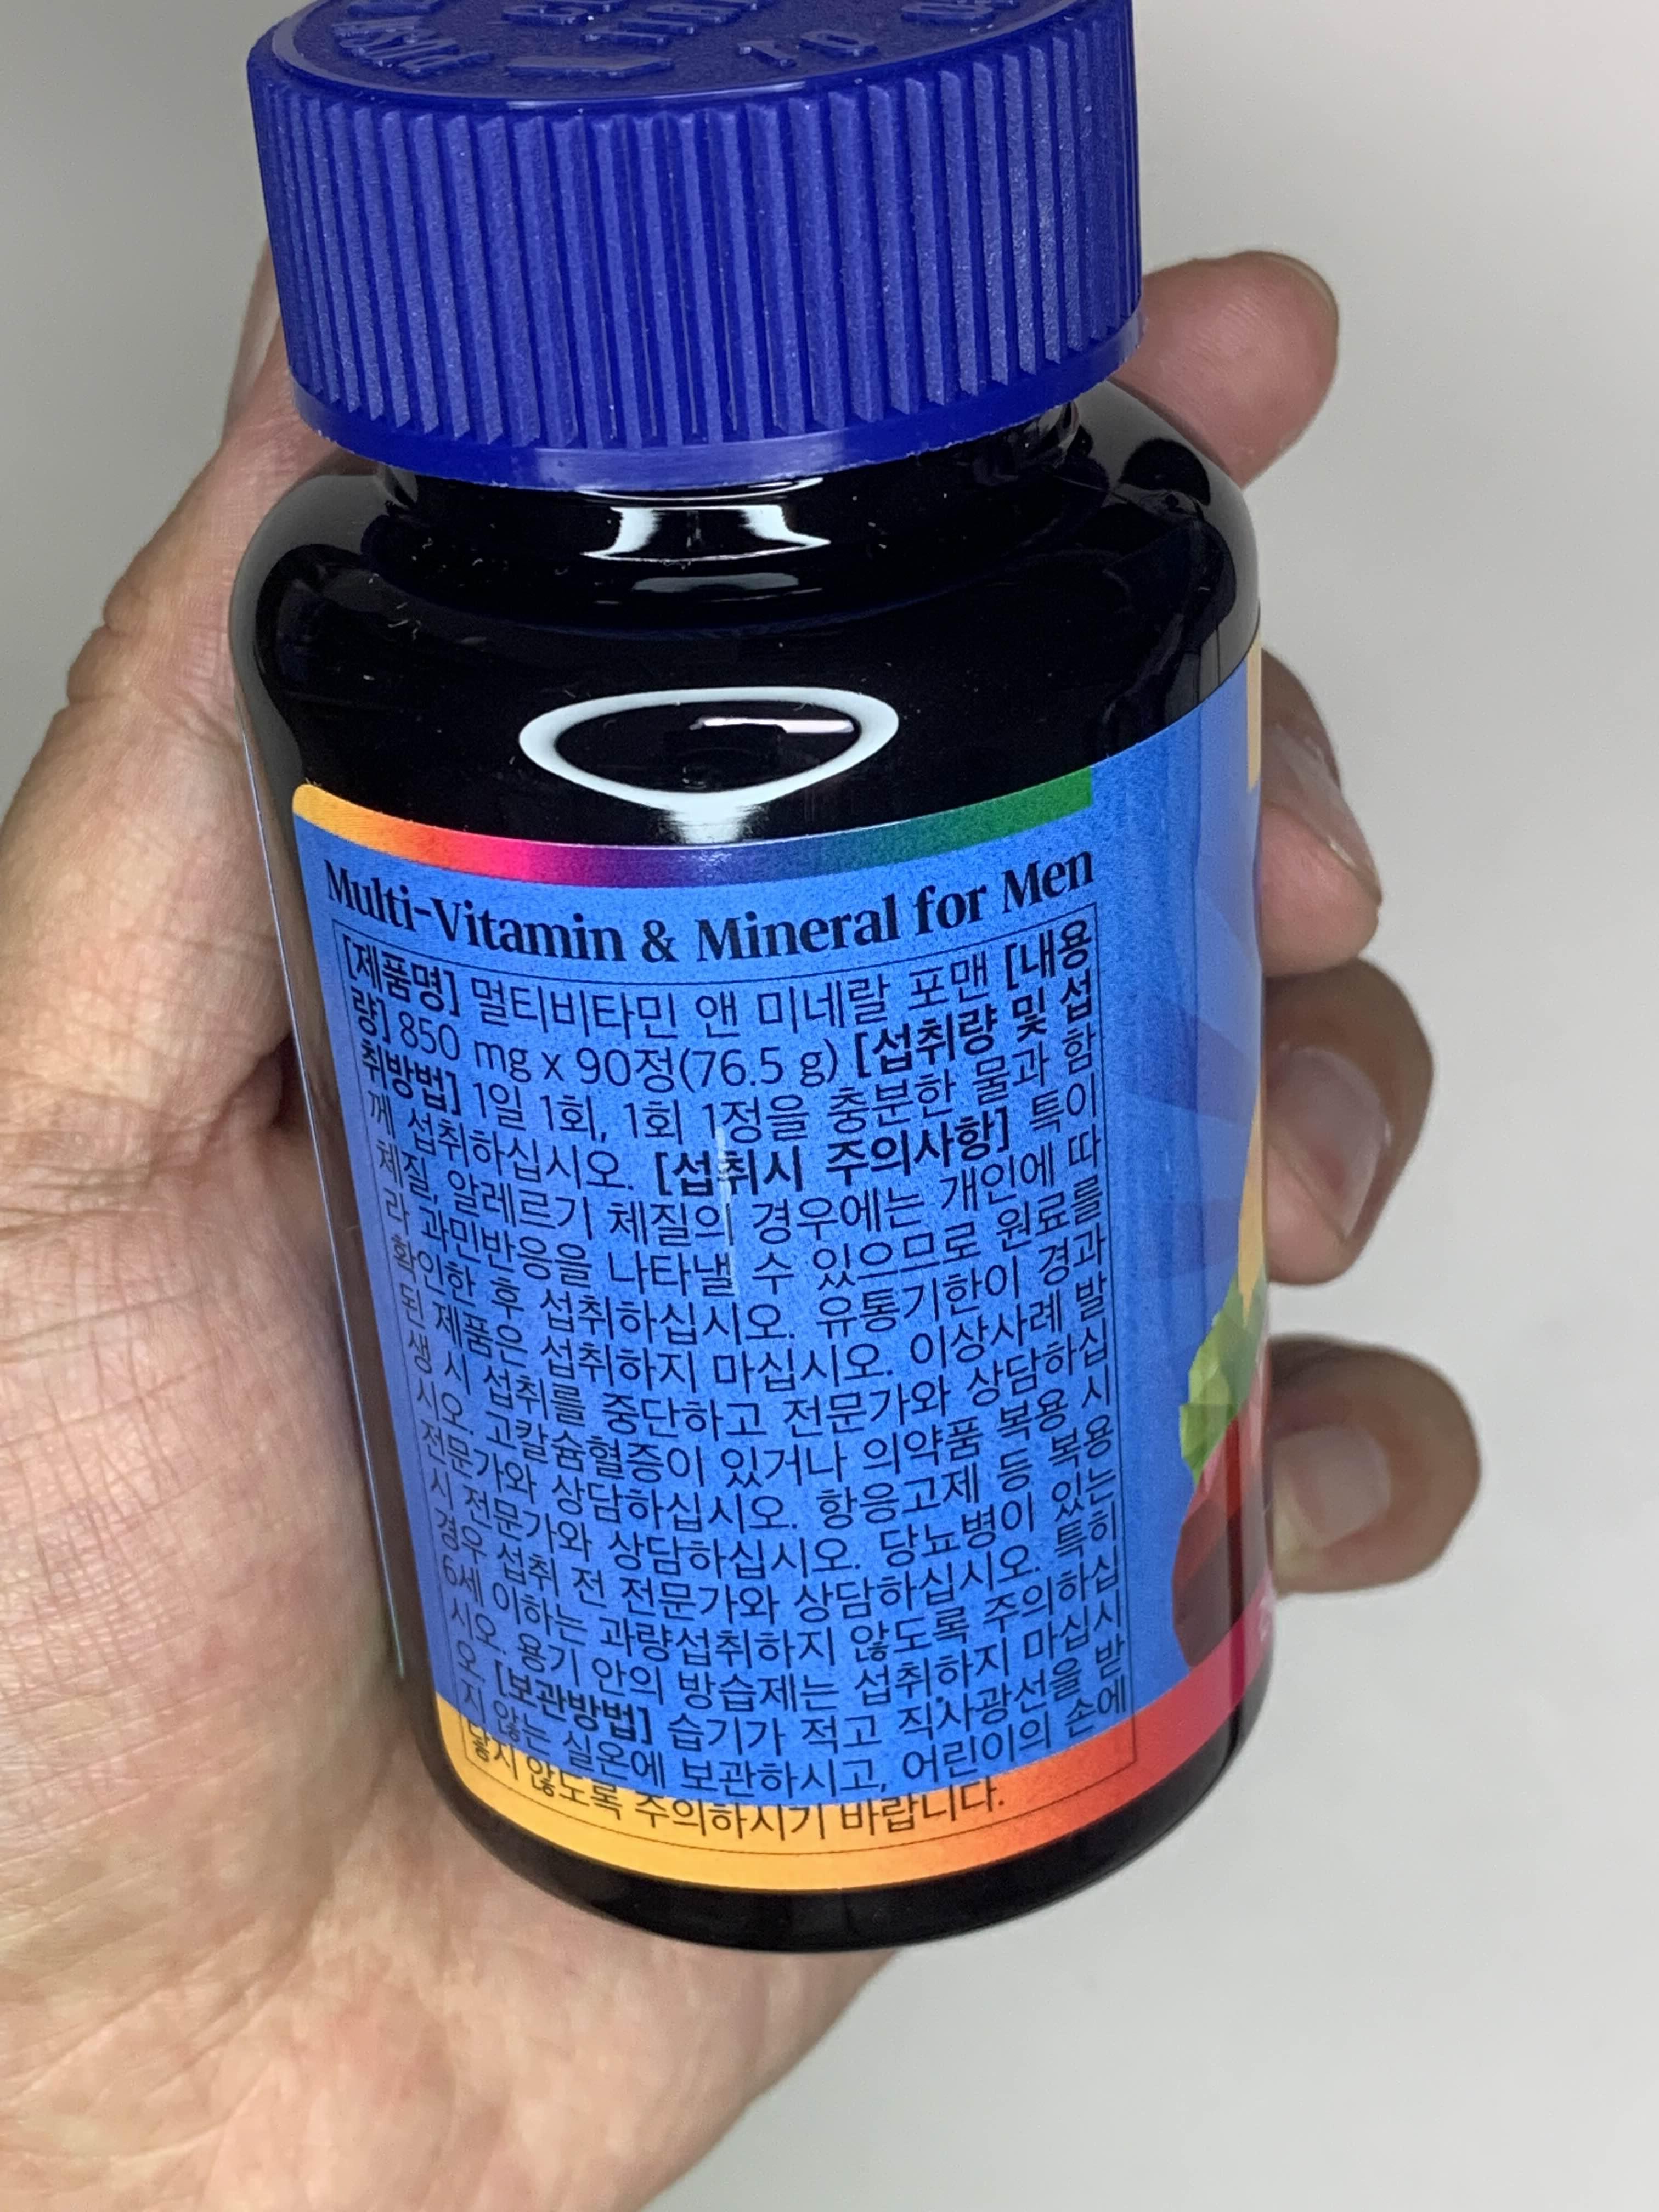 Multi-Vitamin & Mineral for Men
[제품명] 멀티비타민 앤 미네랄 포맨 [내용
량] 850 mg x 90정(76.5 g) [섭취량 및 섭
취방법] 1일 1회, 1회 1정을 충분한 물과 함
께 섭취하십시오. [섭취시 주의사항] 특이
체질, 알레르기 체질의 경우에는 개인에 따
라 과민반응을 나타낼 수 있으므로 원료를
확인한 후 섭취하십시오. 유통기한이 경과
된 제품은 섭취하지 마십시오. 이상사례 발
생 시 섭취를 중단하고 전문가와 상담하십
시오. 고칼슘혈증이 있거나 의약품 복용 시
전문가와 상담하십시오. 항응고제 등 복용
시 전문가와 상담하십시오. 당뇨병이 있는
경우 섭취 전 전문가와 상담하십시오. 특히
6세 이하는 과량섭취하지 않도록 주의하십
시오. 용기 안의 방습제는 섭취하지 마십시
오. [보관방법] 습기가 적고 직사광선을 받
지 않는 실온에 보관하시고, 어린이의 손에
닿지 않도록 주의하시기 바랍니다.